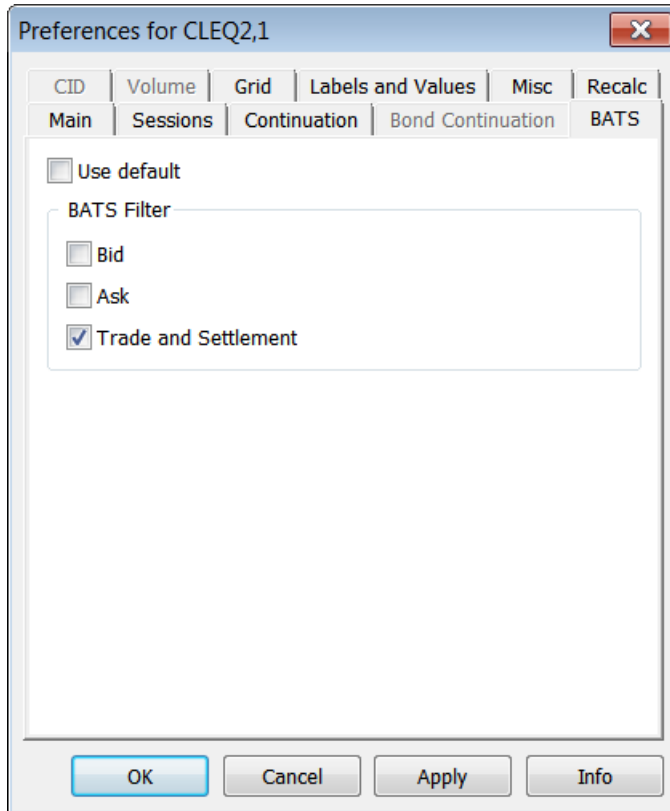 Preferences for CLEQ2,1
CID Volume Grid Labels and Values Misc Recalc
Main Sessions Continuation Bond Continuation BATS
Use default
BATS Filter
Bid
Ask
Trade and Settlement
OK Cancel Apply Info